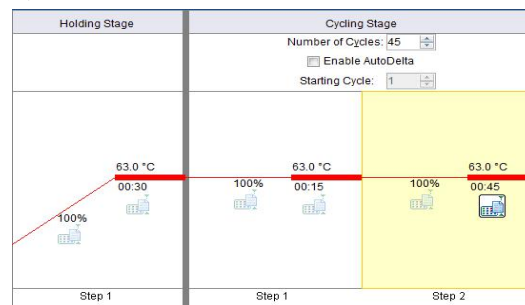 Holding Stage
Cycling Stage
Number of Cycles: 45
Enable AutoDelta
Starting Cycle: 1
63.0 °C
63.0 °C
63.0 °C
00:30
100%
00:15
100%
00:45
100%
Step 1
Step 1
Step 2